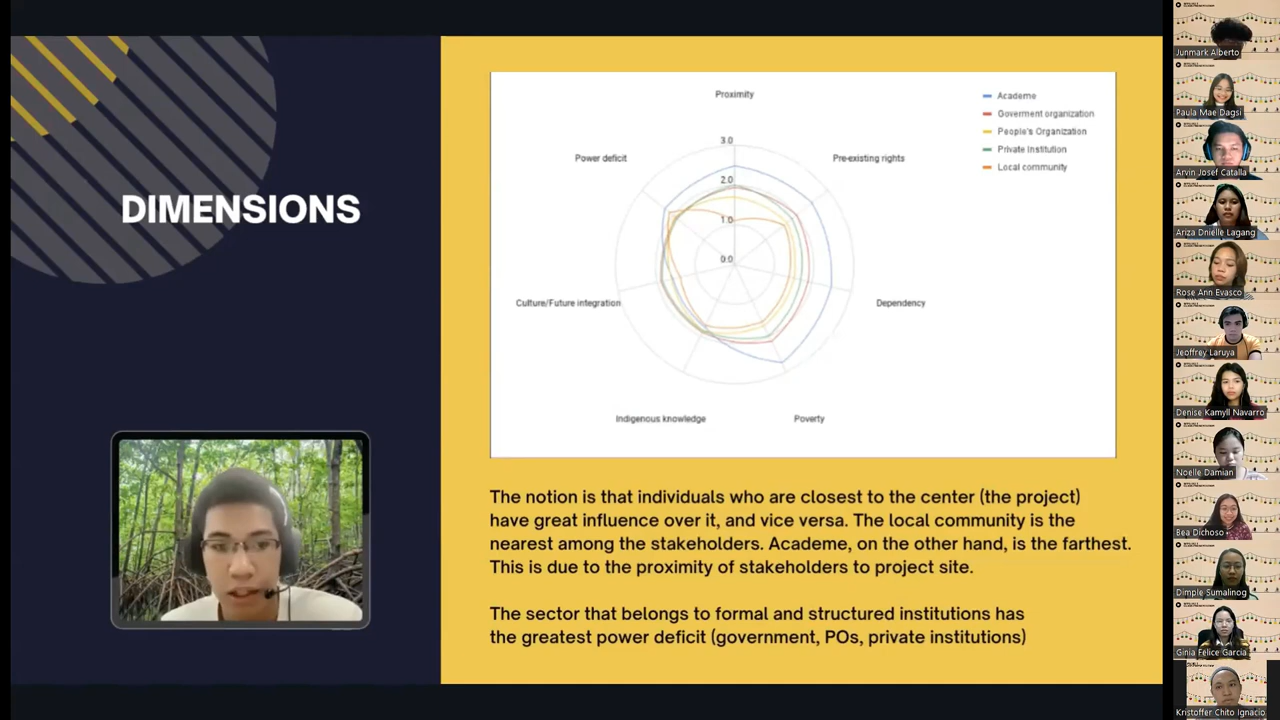 DIMENSIONS
Proximity
Power deficit
Pre-existing rights
3.0
2.0
1.0
0.0
Culture/Future integration
Dependency
Indigenous knowledge
Poverty
Academe
Goverment organization
People's Organization
Private Institution
Local community
The notion is that individuals who are closest to the center (the project)
have great influence over it, and vice versa. The local community is the
nearest among the stakeholders. Academe, on the other hand, is the farthest.
This is due to the proximity of stakeholders to project site.
The sector that belongs to formal and structured institutions has
the greatest power deficit (government, POs, private institutions)
Junmark Alberto
Paula Mae Dagsi
Arvin Josef Catalla
Ariza Dnielle Lagang
Rose Ann Evasco
Jeoffrey Laruya
Denise Kamyll Navarro
Noelle Damian
Bea Dichoso
Dimple Sumalinog
Ginia Felice Garcia
Kristoffer Chito Ignacio